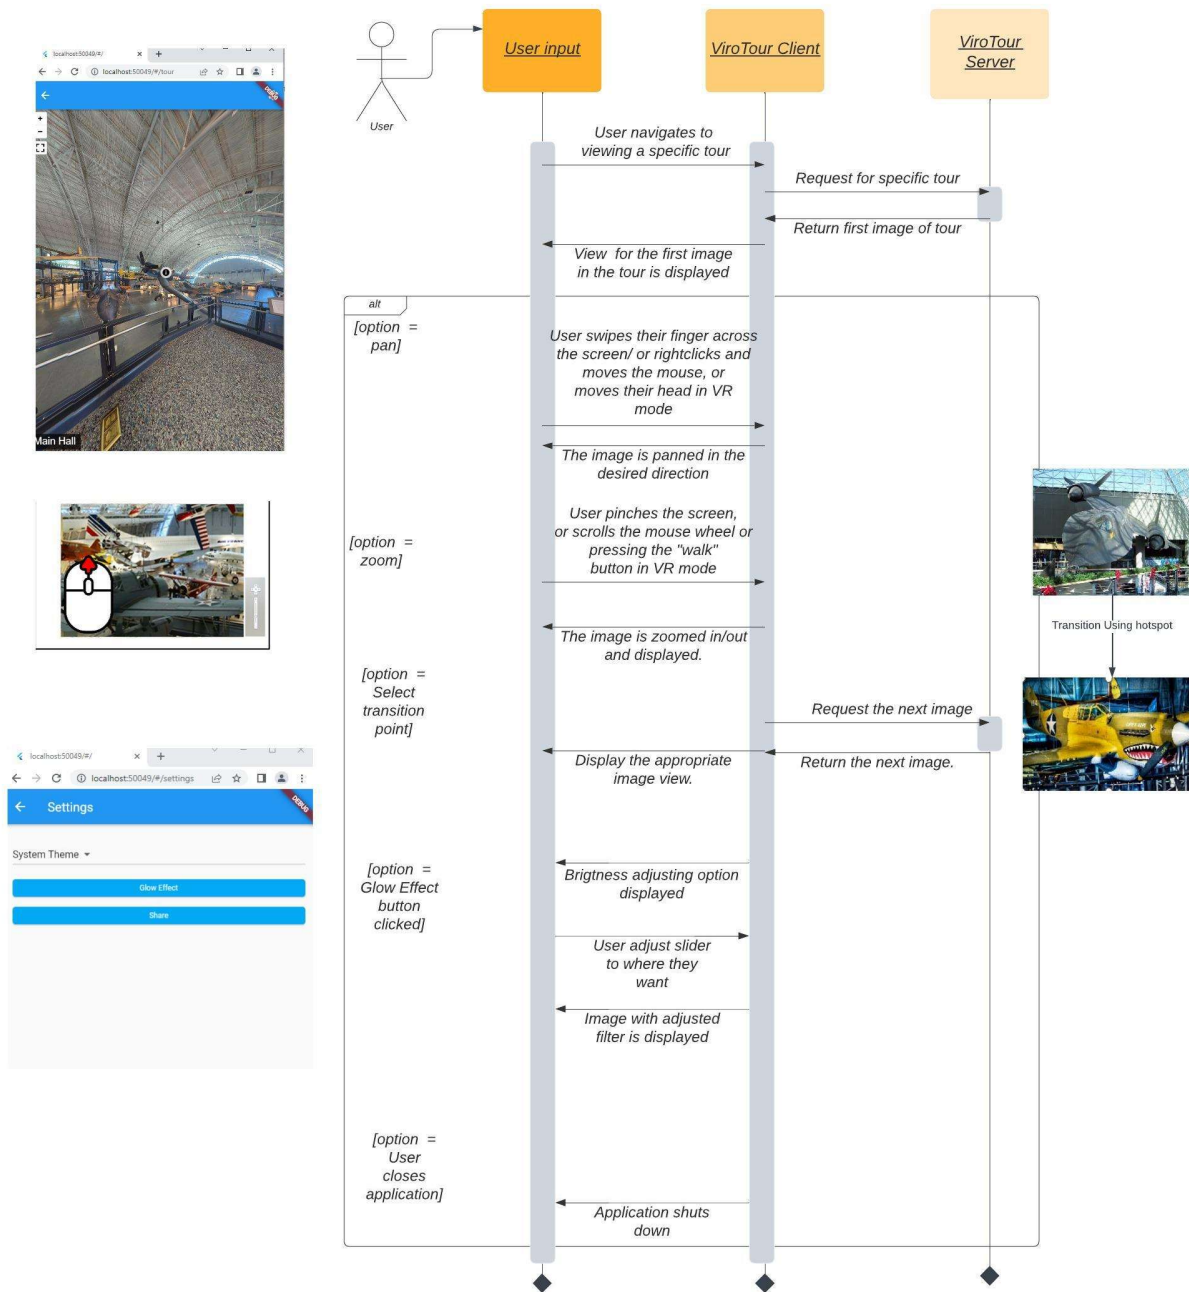 User input
ViroTour Client
ViroTour
Server
User
localhost:50049/#/
localhost:50049/#/tour
DEBUG
Main Hall
User navigates to
viewing a specific tour
Request for specific tour
Return first image of tour
View for the first image
in the tour is displayed
alt
[option =
pan]
User swipes their finger across
the screen/ or rightclicks and
moves the mouse, or
moves their head in VR
mode
The image is panned in the
desired direction
[option =
zoom]
User pinches the screen,
or scrolls the mouse wheel or
pressing the "walk"
button in VR mode
The image is zoomed in/out
and displayed.
Transition Using hotspot
[option =
Select
transition
point]
Request the next image
Return the next image.
Display the appropriate
image view.
localhost:50049/#/
localhost:50049/#/settings
Settings
DEBUG
System Theme
Glow Effect
Share
[option =
Glow Effect
button
clicked]
Brigtness adjusting option
displayed
User adjust slider
to where they
want
Image with adjusted
filter is displayed
[option =
User
closes
application]
Application shuts
down